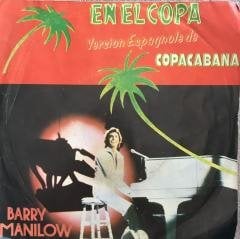 EN EL COPA
Version Espagnole de
COPACABANA
BARRY
MANILOW